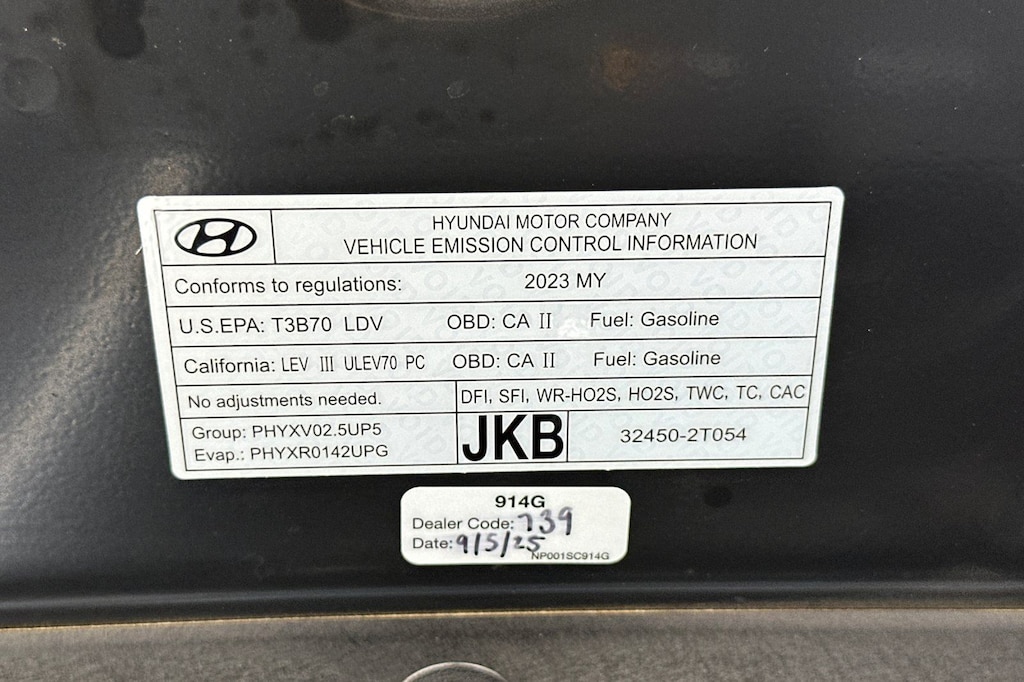 HYUNDAI MOTOR COMPANY
VEHICLE EMISSION CONTROL INFORMATION
Conforms to regulations: 2023 MY
U.S.EPA: T3B70 LDV OBD: CA II Fuel: Gasoline
California: LEV III ULEV70 PC OBD: CA II Fuel: Gasoline
No adjustments needed. DFI, SFI, WR-HO2S, HO2S, TWC, TC, CAC
Group: PHYXV02.5UP5
Evap.: PHYXR0142UPG
JKB 32450-2T054
914G
Dealer Code: 739
Date: 9/5/25
NP001SC914G